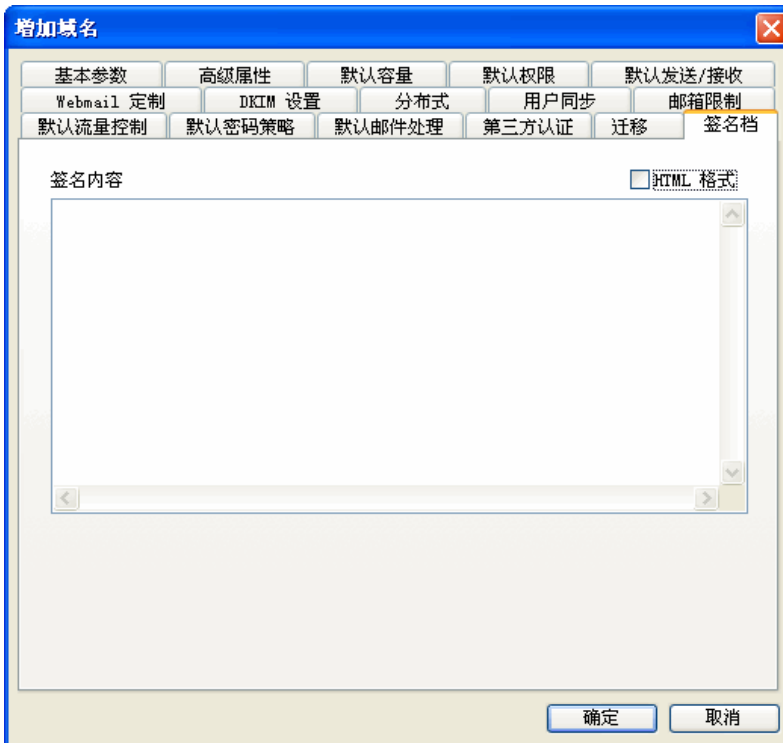 增加域名
基本参数 高级属性 默认容量 默认权限 默认发送/接收
Webmail 定制 DKIM 设置 分布式 用户同步 邮箱限制
默认流量控制 默认密码策略 默认邮件处理 第三方认证 迁移 签名档
签名内容 HTML 格式
确定 取消